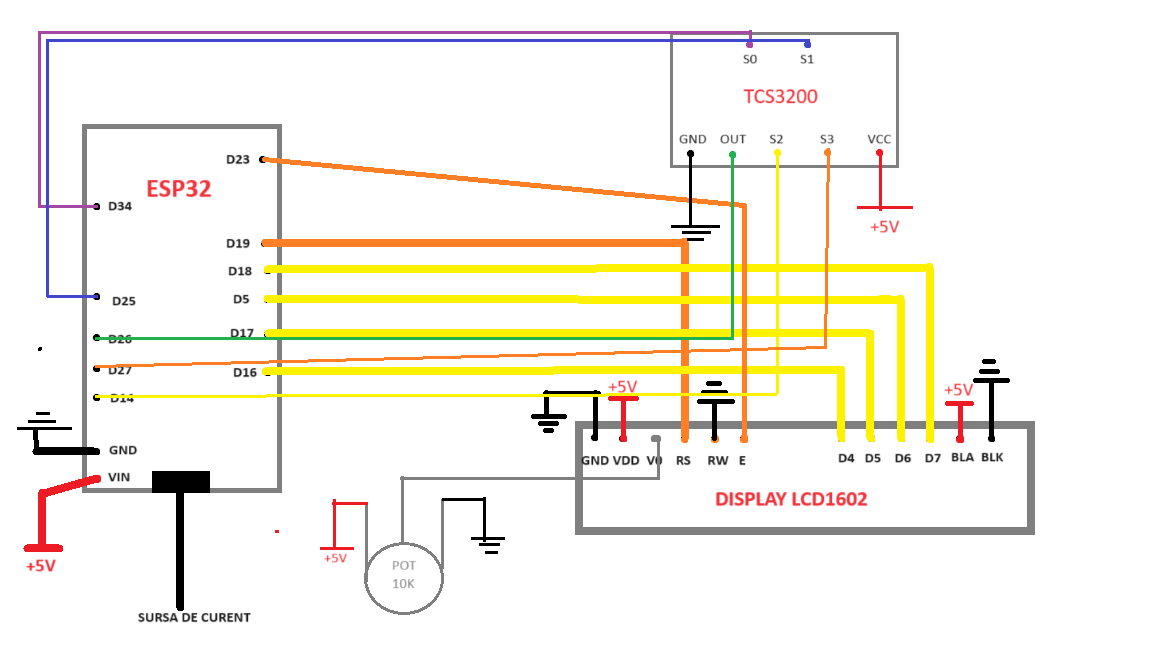 S0 S1
TCS3200
GND OUT S2 S3 VCC
+5V
ESP32
D23
D34
D19
D18
D25
D5
D26
D17
D27
D16
D14
GND
VIN
+5V
SURSA DE CURENT
+5V
+5V
GND VDD V0 RS RW E D4 D5 D6 D7 BLA BLK
DISPLAY LCD1602
+5V
POT
10K